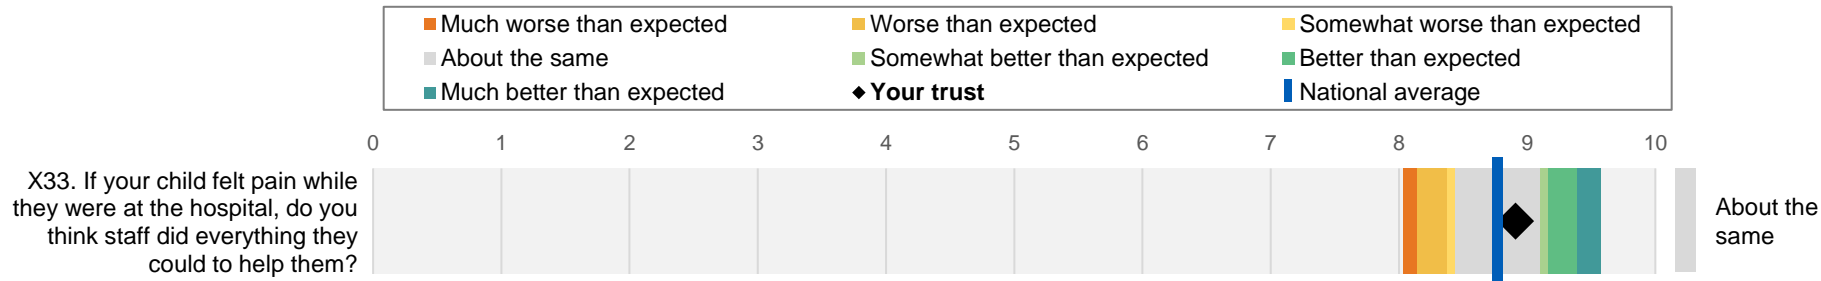 Much worse than expected
Worse than expected
Somewhat worse than expected
About the same
Somewhat better than expected
Better than expected
Much better than expected
Your trust
National average
0 1 2 3 4 5 6 7 8 9 10
X33. If your child felt pain while
they were at the hospital, do you
think staff did everything they
could to help them?
About the
same